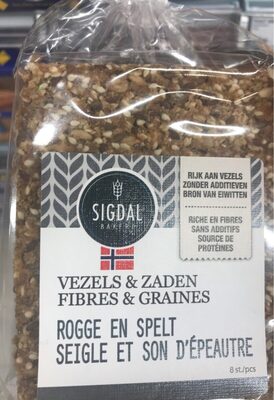 RIJK AAN VEZELS
ZONDER ADDITIEVEN
BRON VAN EIWITTEN
RICHE EN FIBRES
SANS ADDITIFS
SOURCE DE
PROTÉINES
SIGDAL
BAKERI
VEZELS & ZADEN
FIBRES & GRAINES
ROGGE EN SPELT
SEIGLE ET SON D'ÉPEAUTRE
8 st./pcs